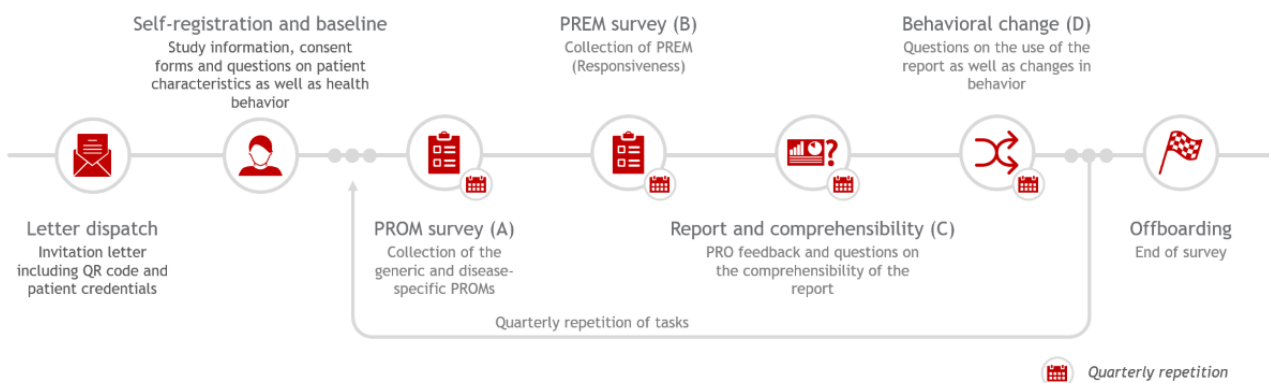 Self-registration and baseline
Study information, consent
forms and questions on patient
characteristics as well as health
behavior
PREM survey (B)
Collection of PREM
(Responsiveness)
Behavioral change (D)
Questions on the use of the
report as well as changes in
behavior
?
Letter dispatch
Invitation letter
including QR code and
patient credentials
PROM survey (A)
Collection of the
generic and disease-
specific PROMs
Report and comprehensibility (C)
PRO feedback and questions on
the comprehensibility of the
report
Offboarding
End of survey
Quarterly repetition of tasks
Quarterly repetition